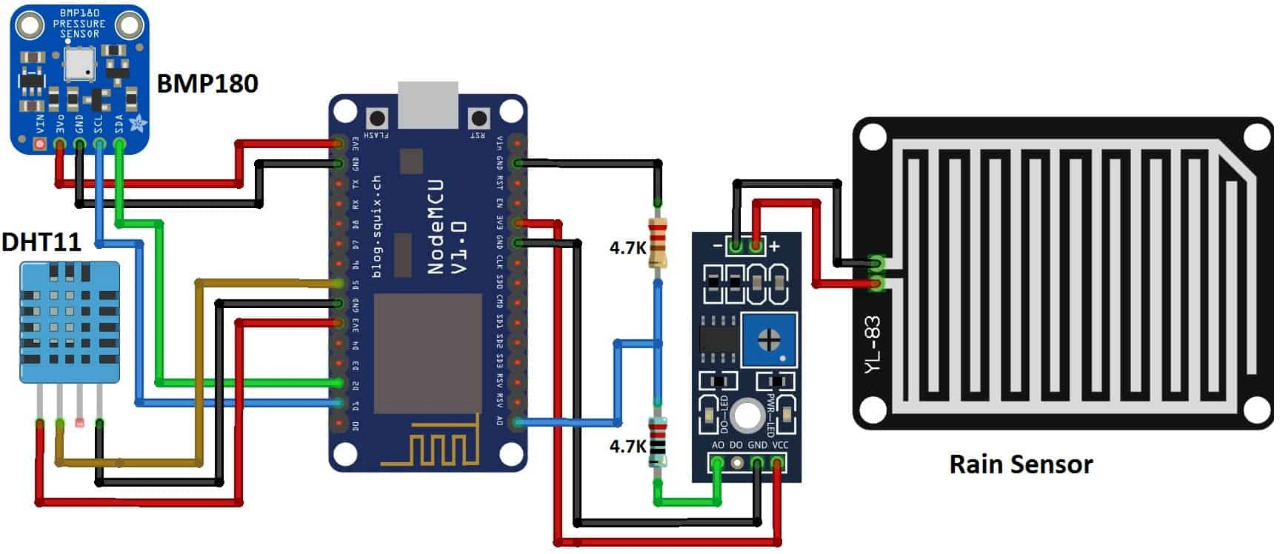 BMP180
PRESSURE
SENSOR
VIN
3Vo
GND
SCL
SDA
BMP180
FLASH
RST
3V3
GND
TX
RX
D8
D7
D6
D5
GND
3V3
D4
D3
D2
D1
D0
blog.squix.ch
NodeMCU
V1.0
Vin
GND
RST
EN
3V3
GND
CLK
SD0
CMD
SD1
SD2
SD3
RSV
RSV
A0
DHT11
4.7K
4.7K
- +
DO-LED
PWR-LED
AO DO GND VCC
YL-83
Rain Sensor